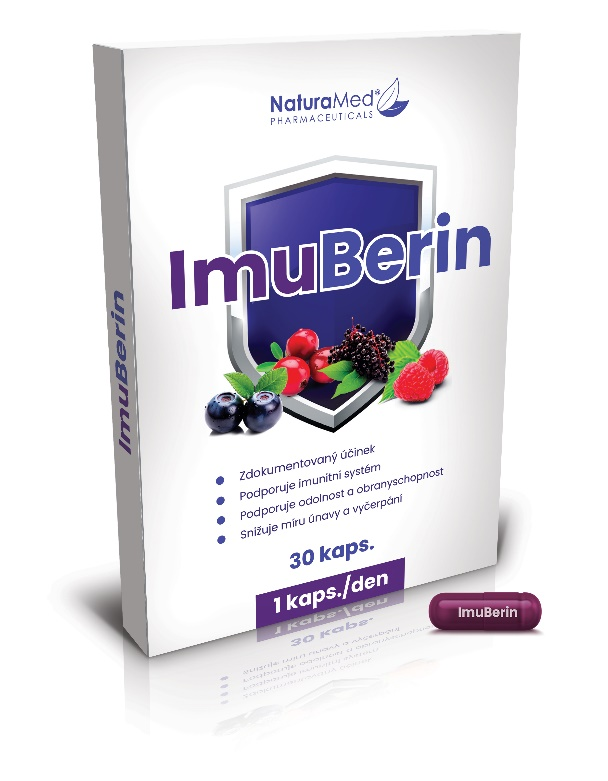 NaturaMed®
PHARMACEUTICALS
ImuBerin
ImuBerin
Zdokumentovaný účinek
Podporuje imunitní systém
Podporuje odolnost a obranyschopnost
Snižuje míru únavy a vyčerpání
30 kaps.
1 kaps./den
ImuBerin